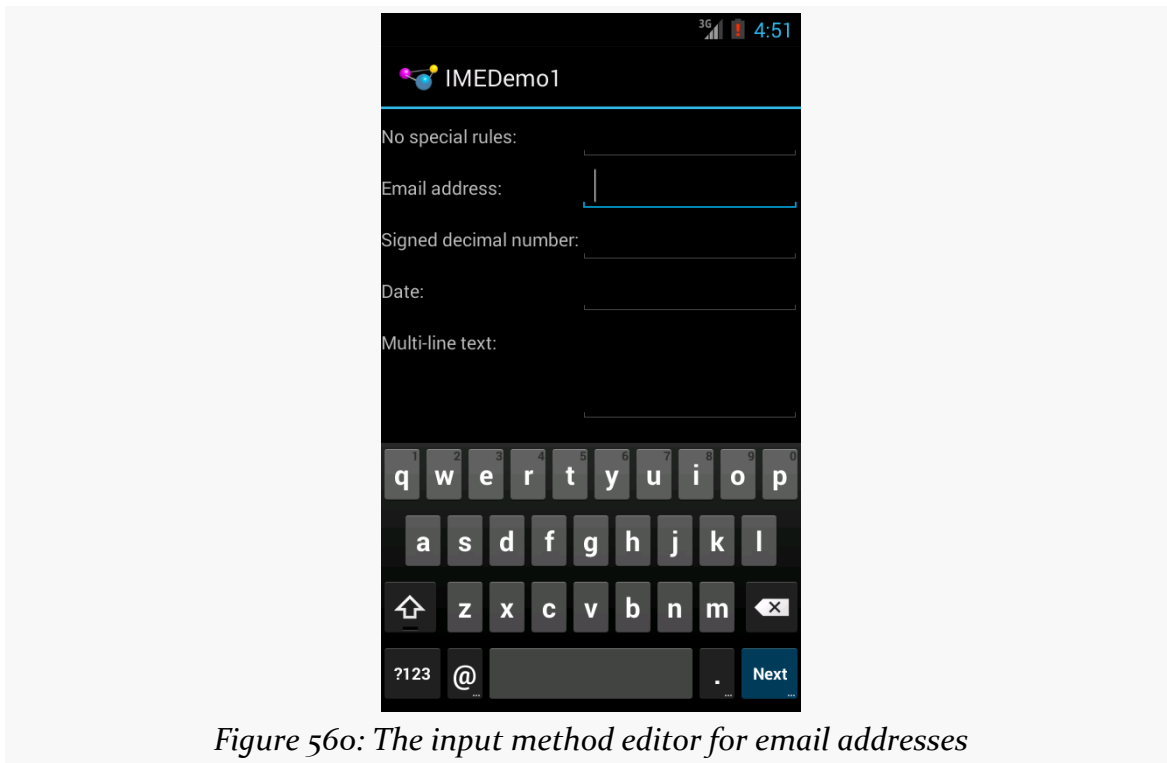 3G 4:51
IMEDemo1
No special rules:
Email address:
Signed decimal number:
Date:
Multi-line text:
1 2 3 4 5 6 7 8 9 0
q w e r t y u i o p
a s d f g h j k l
z x c v b n m
?123 @ . Next
Figure 560: The input method editor for email addresses